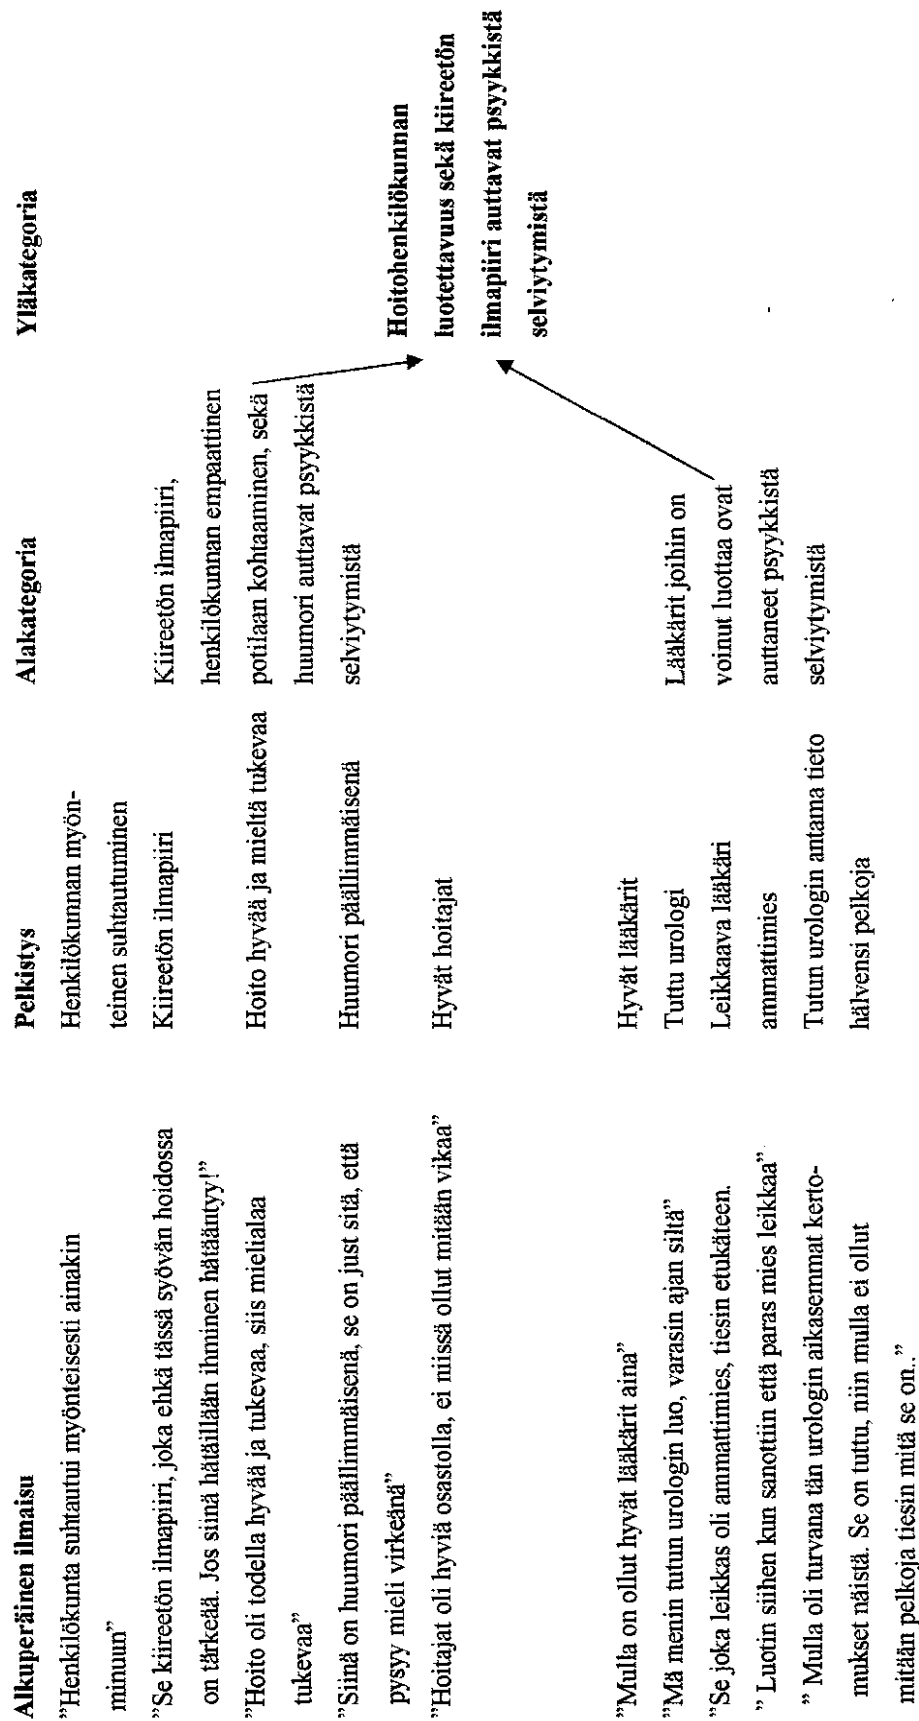 Alkuperäinen ilmaisu
"Henkilökunta suhtautui myönteisesti ainakin
minuun"
"Se kiireetön ilmapiiri, joka ehkä tässä syövän hoidossa
on tärkeää. Jos siinä hätäillään ihminen hätääntyy!"
"Hoito oli todella hyvää ja tukevaa, siis mielialaa
tukevaa"
"Siinä on huumori päällimmäisenä, se on just sitä, että
pysyy mieli virkeänä"
"Hoitajat oli hyviä osastolla, ei niissä ollut mitään vikaa"
"Mulla on ollut hyvät lääkärit aina"
"Mä menin tutun urologin luo, varasin ajan siltä"
"Se joka leikkas oli ammattimies, tiesin etukäteen.
" Luotin siihen kun sanottiin että paras mies leikkaa"
" Mulla oli turvana tän urologin aikasemmat kerto-
mukset näistä. Se on tuttu, niin mulla ei ollut
mitään pelkoja tiesin mitä se on.."
Pelkistys
Henkilökunnan myön-
teinen suhtautuminen
Kiireetön ilmapiiri
Hoito hyvää ja mieltä tukevaa
Huumori päällimmäisenä
Hyvät hoitajat
Hyvät lääkärit
Tuttu urologi
Leikkaava lääkäri
ammattimies
Tutun urologin antama tieto
hälvensi pelkoja
Alakategoria
Kiireetön ilmapiiri,
henkilökunnan empaattinen
potilaan kohtaaminen, sekä
huumori auttavat psyykkistä
selviytymistä
Lääkärit joihin on
voinut luottaa ovat
auttaneet psyykkistä
selviytymistä
Yläkategoria
Hoitohenkilökunnan
luotettavuus sekä kiireetön
ilmapiiri auttavat psyykkistä
selviytymistä